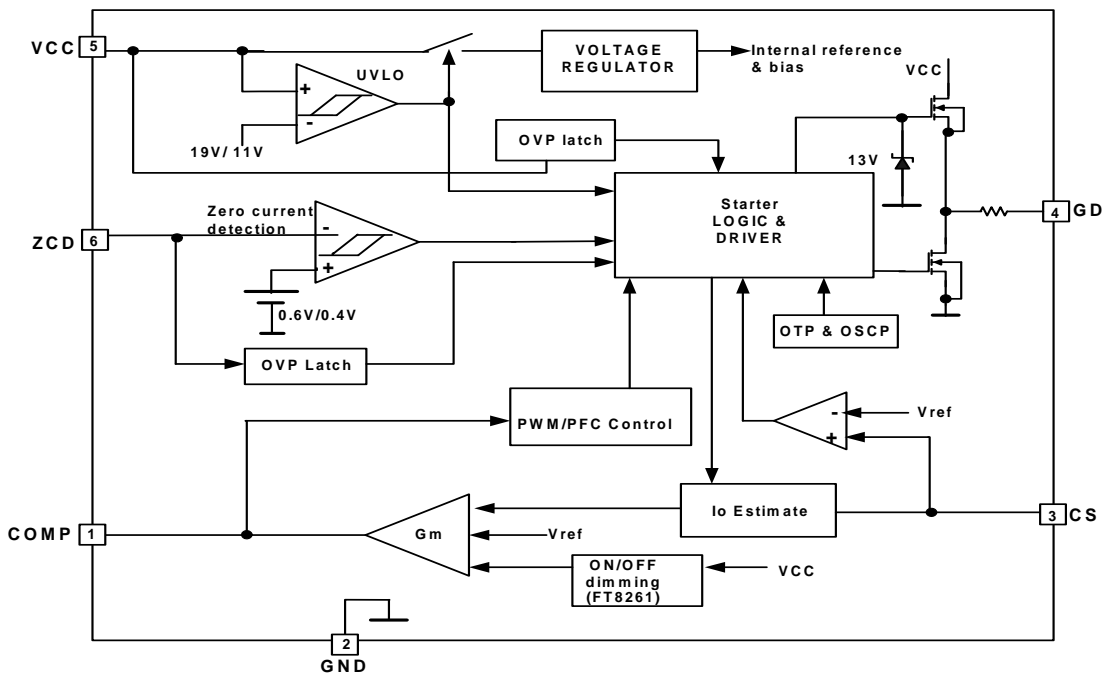 VCC
5
UVLO
+
-
19V/ 11V
VOLTAGE
REGULATOR
Internal reference
& bias
VCC
OVP latch
13V
Starter
LOGIC &
DRIVER
4
GD
Zero current
detection
ZCD
6
-
+
0.6V/0.4V
OVP Latch
OTP & OSCP
PWM/PFC Control
-
+
Vref
Io Estimate
3
CS
COMP
1
Gm
Vref
ON/OFF
dimming
(FT8261)
VCC
2
GND